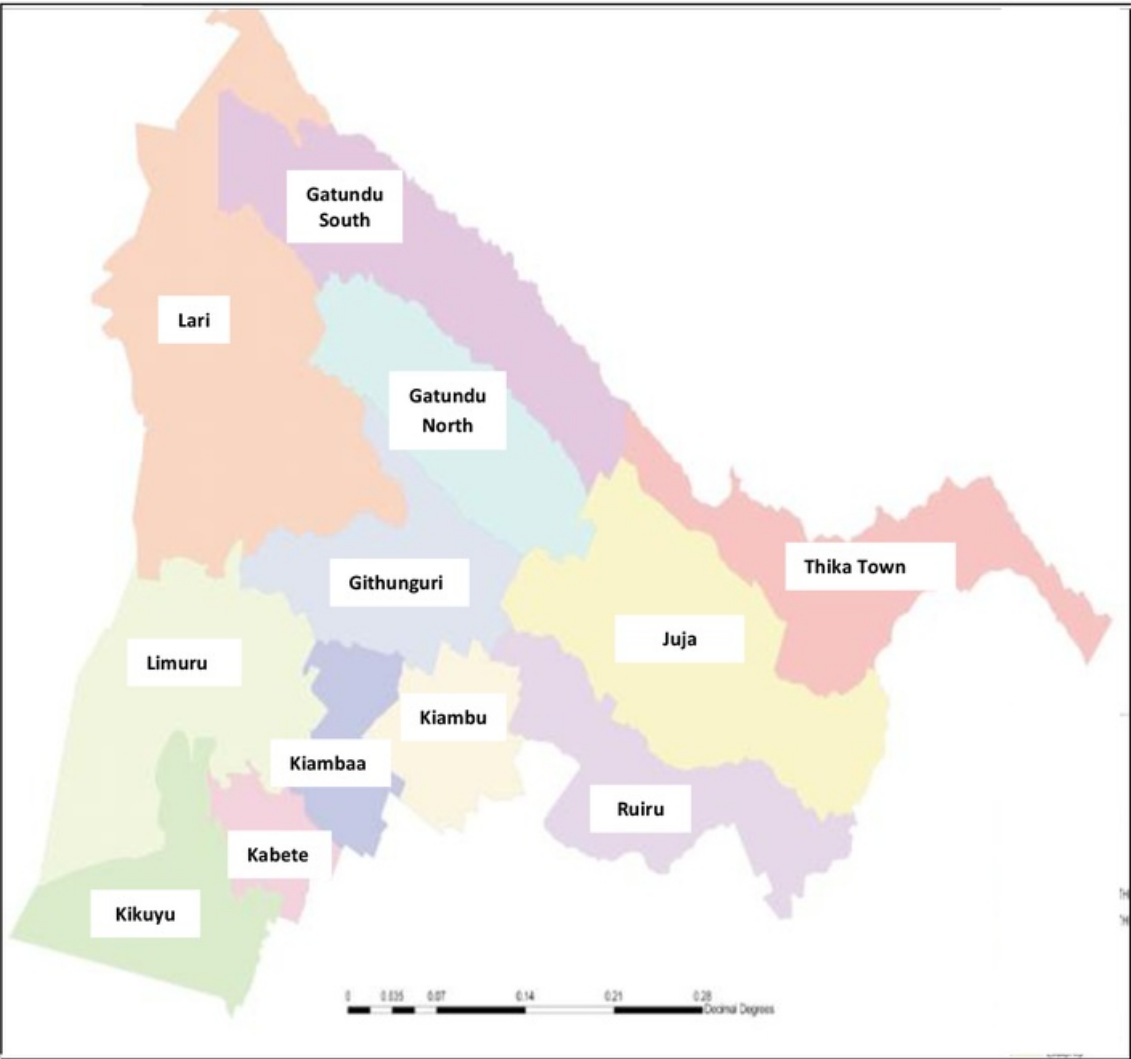 Gatundu
South
Lari
Gatundu
North
Thika Town
Githunguri
Juja
Limuru
Kiambu
Kiambaa
Ruiru
Kabete
Kikuyu
0 0.035 0.07 0.14 0.21 0.28
Decimal Degrees